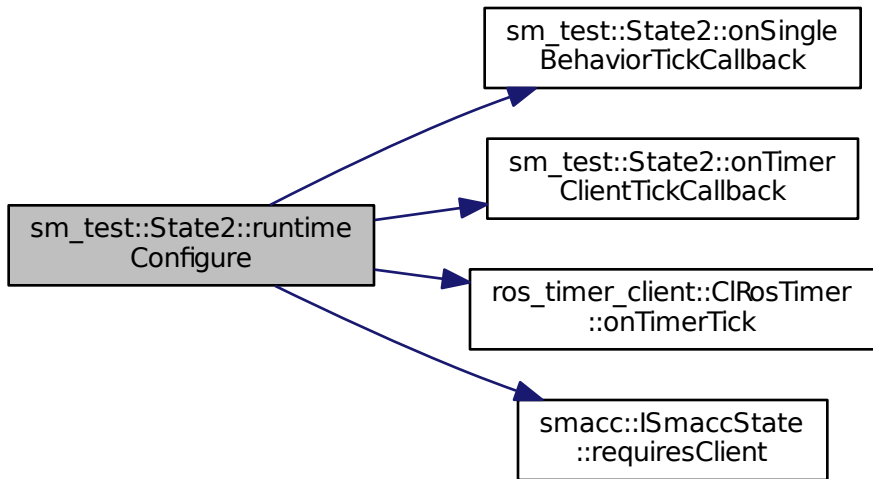 sm_test::State2::onSingle
BehaviorTickCallback
sm_test::State2::onTimer
ClientTickCallback
sm_test::State2::runtime
Configure
ros_timer_client::ClRosTimer
::onTimerTick
smacc::ISmaccState
::requiresClient